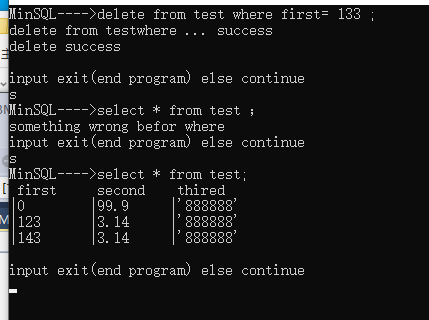 MinSQL---->delete from test where first= 133 ;
delete from testwhere ... success
delete success
input exit(end program) else continue
s
MinSQL---->select * from test ;
something wrong befor where
input exit(end program) else continue
s
MinSQL---->select * from test;
first second thired
|0 |99.9 |'888888'
|123 |3.14 |'888888'
|143 |3.14 |'888888'
input exit(end program) else continue